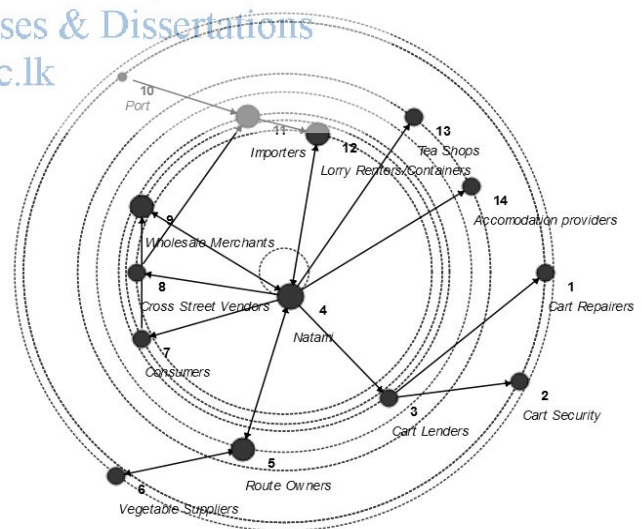 ses & Dissertations
c.lk
10
Port
11
Importers
12
Lorry Renters/Containers
13
Tea Shops
14
Accomodation providers
9
Wholesale Merchants
8
Cross Street Vendors
7
Consumers
4
Natami
1
Cart Repairers
2
Cart Security
3
Cart Lenders
5
Route Owners
6
Vegetable Suppliers